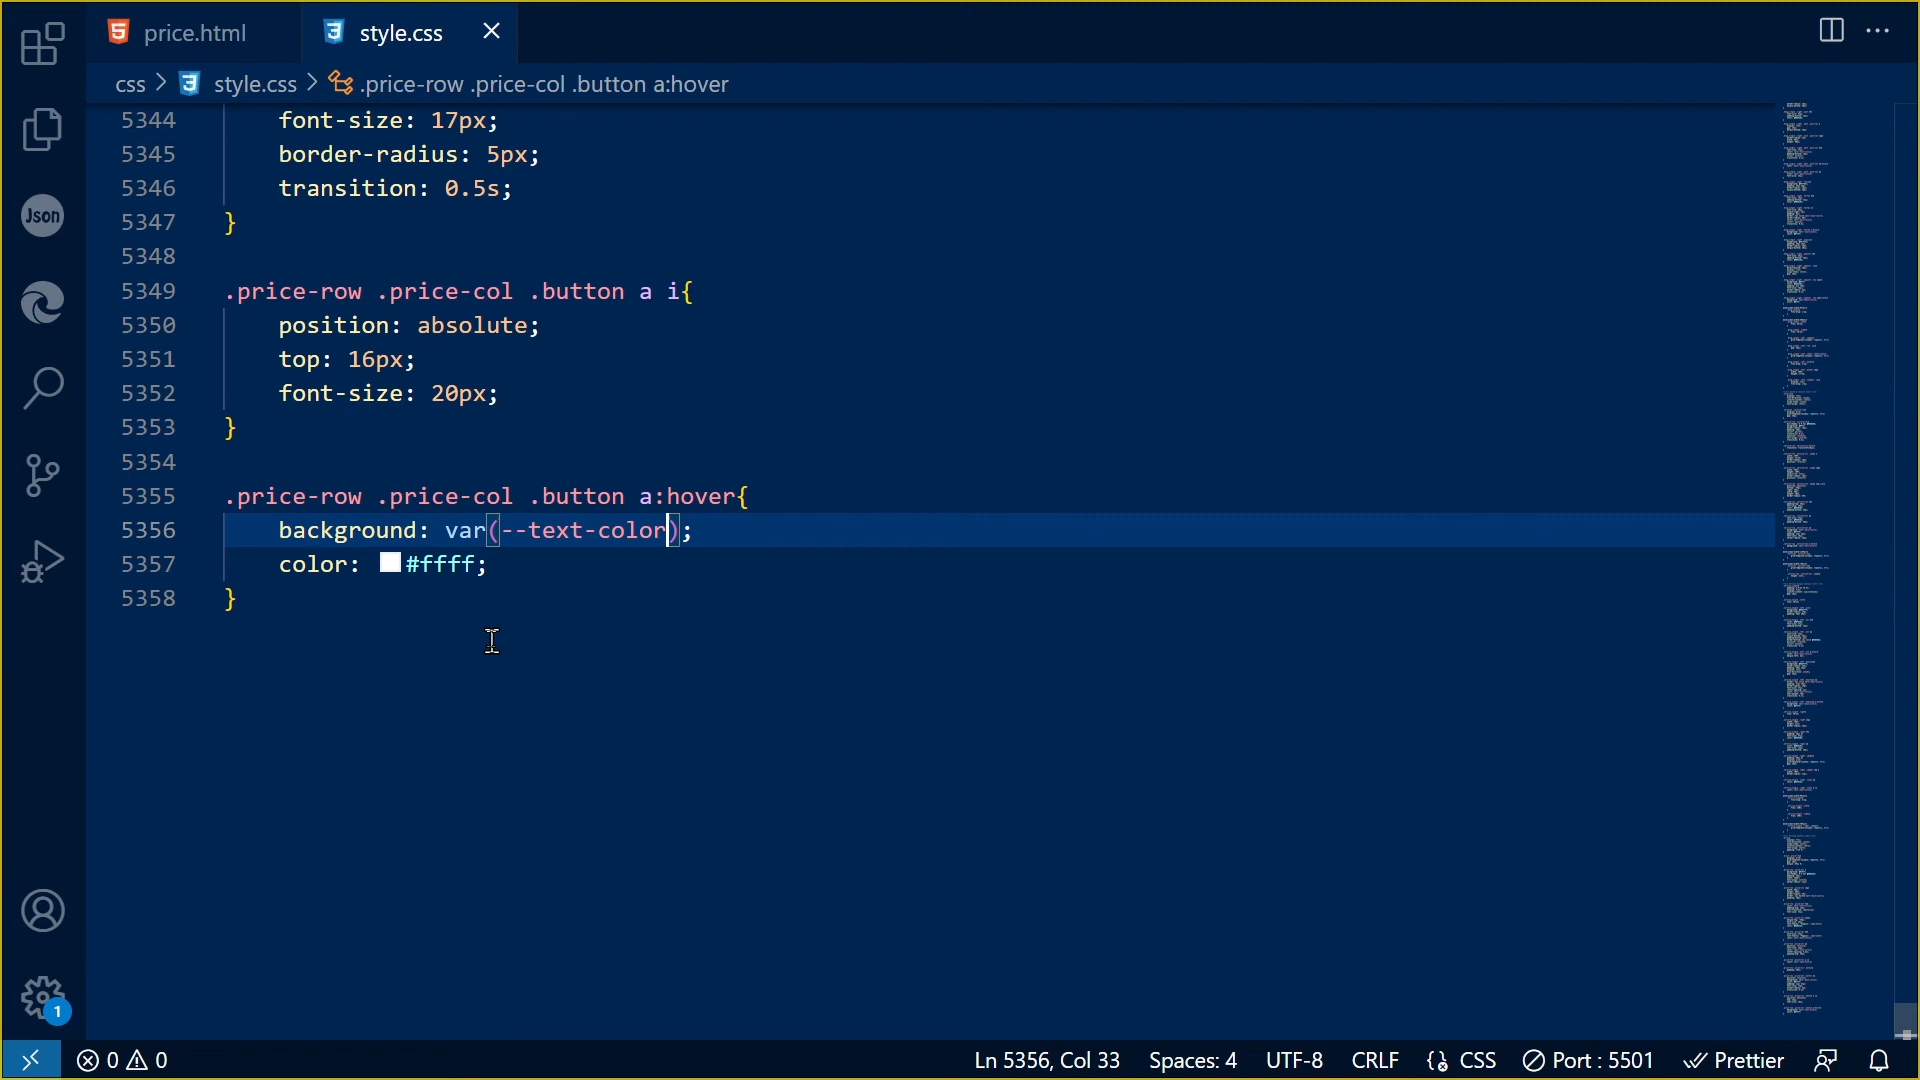 price.html
style.css
css > style.css > .price-row .price-col .button a:hover
5344 font-size: 17px;
5345 border-radius: 5px;
5346 transition: 0.5s;
5347 }
5348
5349 .price-row .price-col .button a i{
5350 position: absolute;
5351 top: 16px;
5352 font-size: 20px;
5353 }
5354
5355 .price-row .price-col .button a:hover{
5356 background: var(--text-color);
5357 color: #ffff;
5358 }
Json
1
0 0 Ln 5356, Col 33 Spaces: 4 UTF-8 CRLF CSS Port : 5501 Prettier